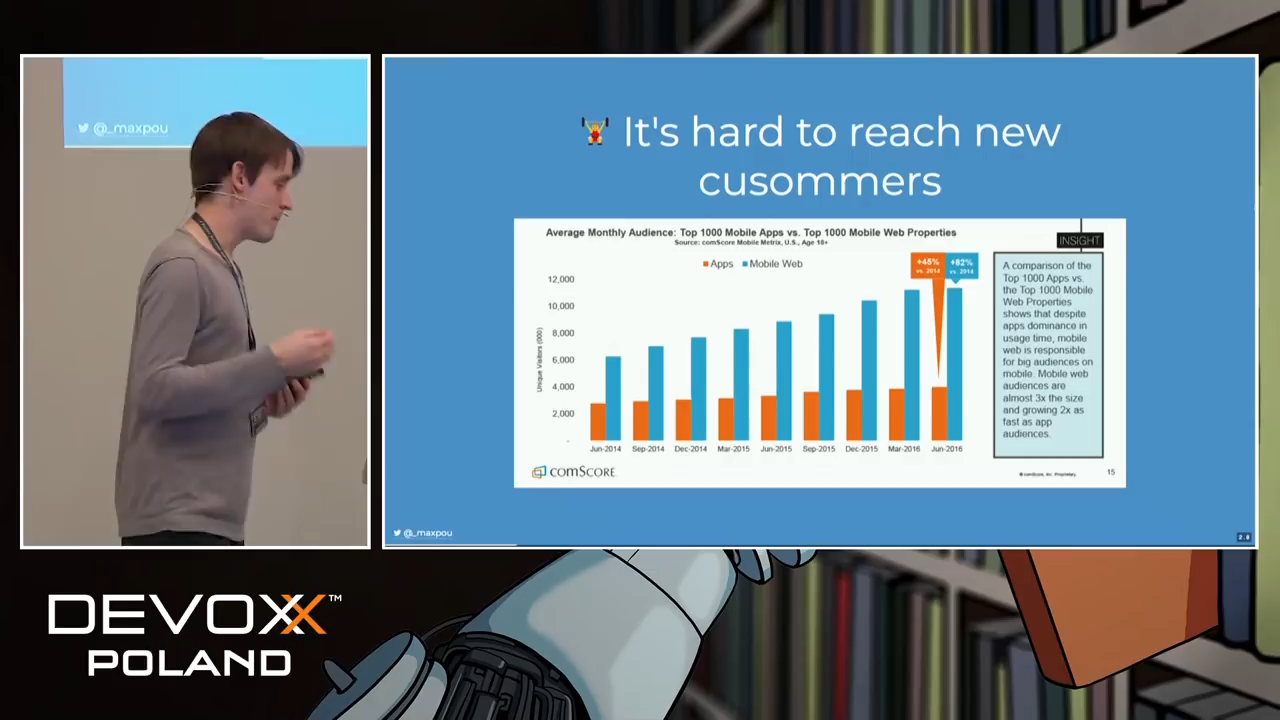 @_maxpou
It's hard to reach new
cusommers
Average Monthly Audience: Top 1000 Mobile Apps vs. Top 1000 Mobile Web Properties
Source: comScore Mobile Metrix, U.S., Age 18+
INSIGHT
Apps Mobile Web
+45%
vs. 2014
+82%
vs. 2014
Unique Visitors (000)
12,000
10,000
8,000
6,000
4,000
2,000
-
Jun-2014 Sep-2014 Dec-2014 Mar-2015 Jun-2015 Sep-2015 Dec-2015 Mar-2016 Jun-2016
A comparison of the
Top 1000 Apps vs.
the Top 1000 Mobile
Web Properties
shows that despite
apps dominance in
usage time, mobile
web is responsible
for big audiences on
mobile. Mobile web
audiences are
almost 3x the size
and growing 2x as
fast as app
audiences.
comSCORE
© comScore, Inc. Proprietary.
15
@_maxpou
DEVOXX™
POLAND